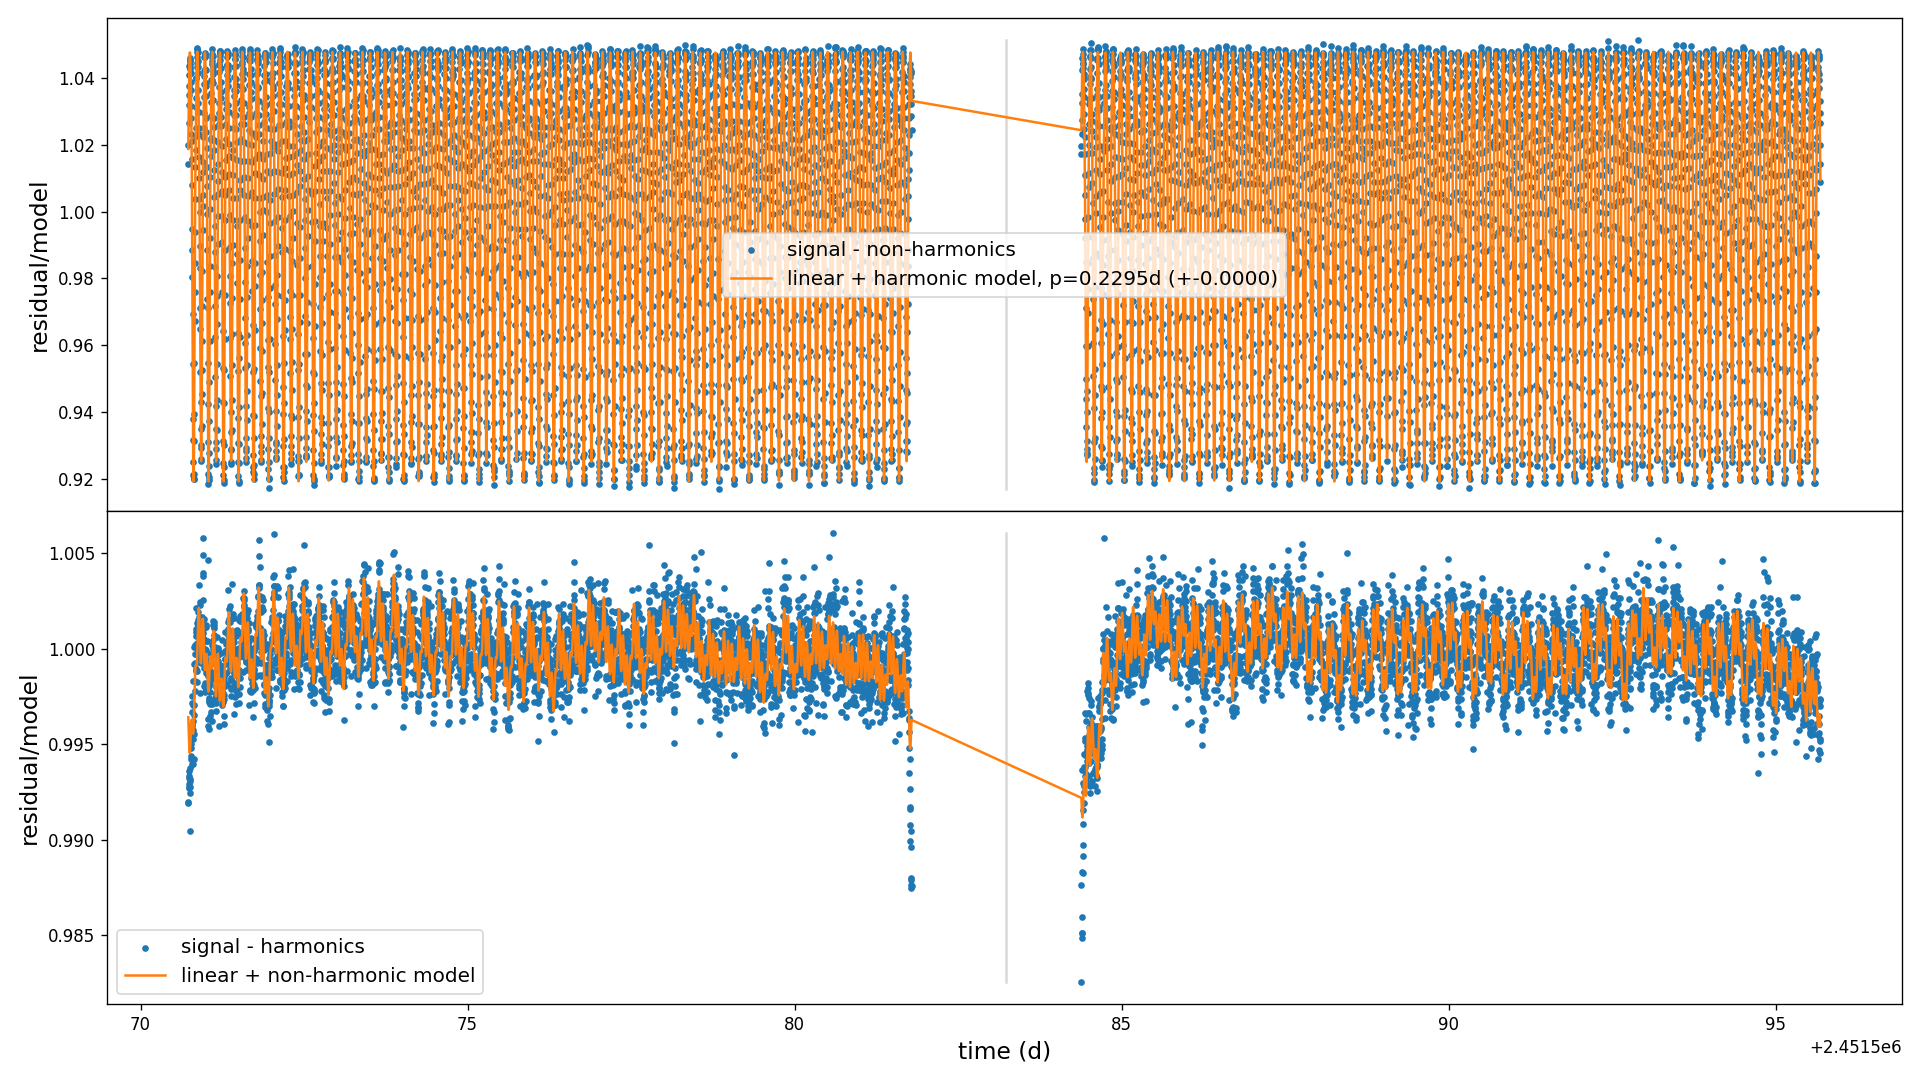 residual/model
1.04
1.02
1.00
0.98
0.96
0.94
0.92
signal - non-harmonics
linear + harmonic model, p=0.2295d (+-0.0000)
residual/model
1.005
1.000
0.995
0.990
0.985
signal - harmonics
linear + non-harmonic model
70 75 80 85 90 95
time (d)
+2.4515e6